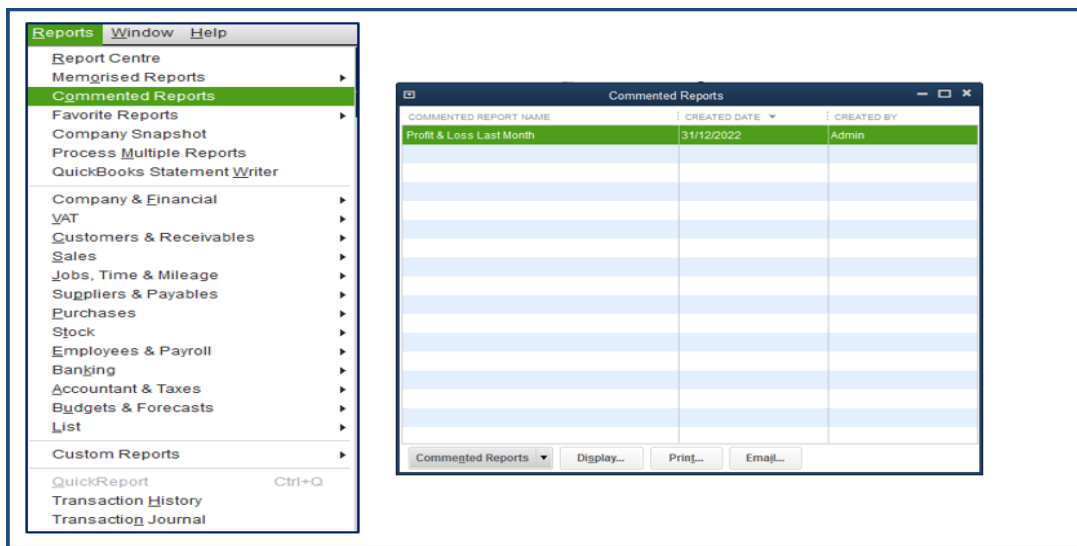 Reports Window Help
Report Centre
Memorised Reports
Commented Reports
Favorite Reports
Company Snapshot
Process Multiple Reports
QuickBooks Statement Writer
Company & Financial
VAT
Customers & Receivables
Sales
Jobs, Time & Mileage
Suppliers & Payables
Purchases
Stock
Employees & Payroll
Banking
Accountant & Taxes
Budgets & Forecasts
List
Custom Reports
QuickReport Ctrl+Q
Transaction History
Transaction Journal
Commented Reports
COMMENTED REPORT NAME CREATED DATE CREATED BY
Profit & Loss Last Month 31/12/2022 Admin
Commented Reports Display... Print... Email...